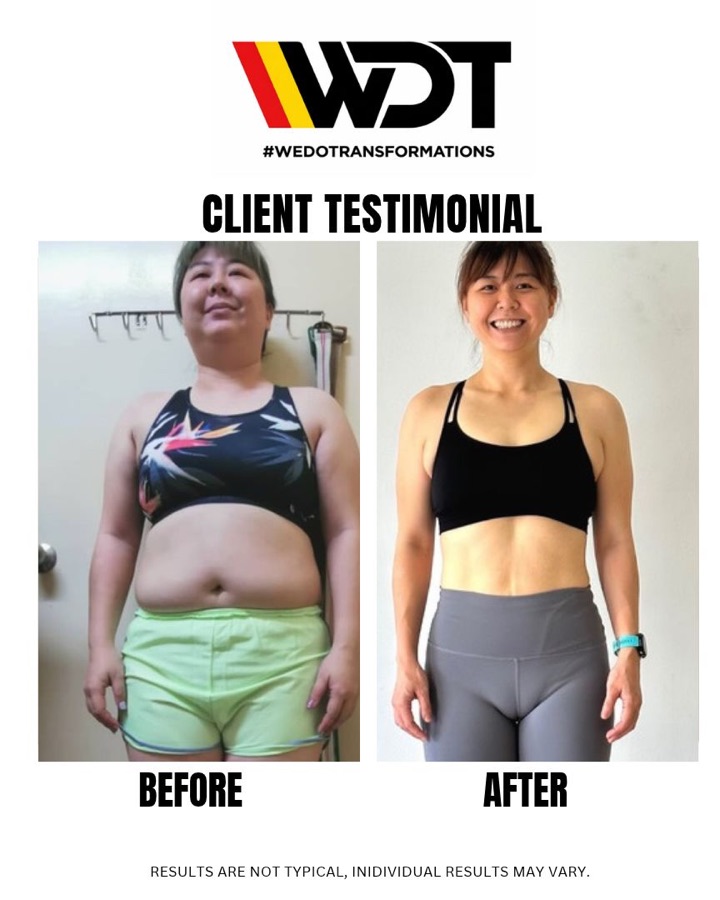 WDT
#WEDOTRANSFORMATIONS
CLIENT TESTIMONIAL
BEFORE
AFTER
RESULTS ARE NOT TYPICAL, INIDIVIDUAL RESULTS MAY VARY.